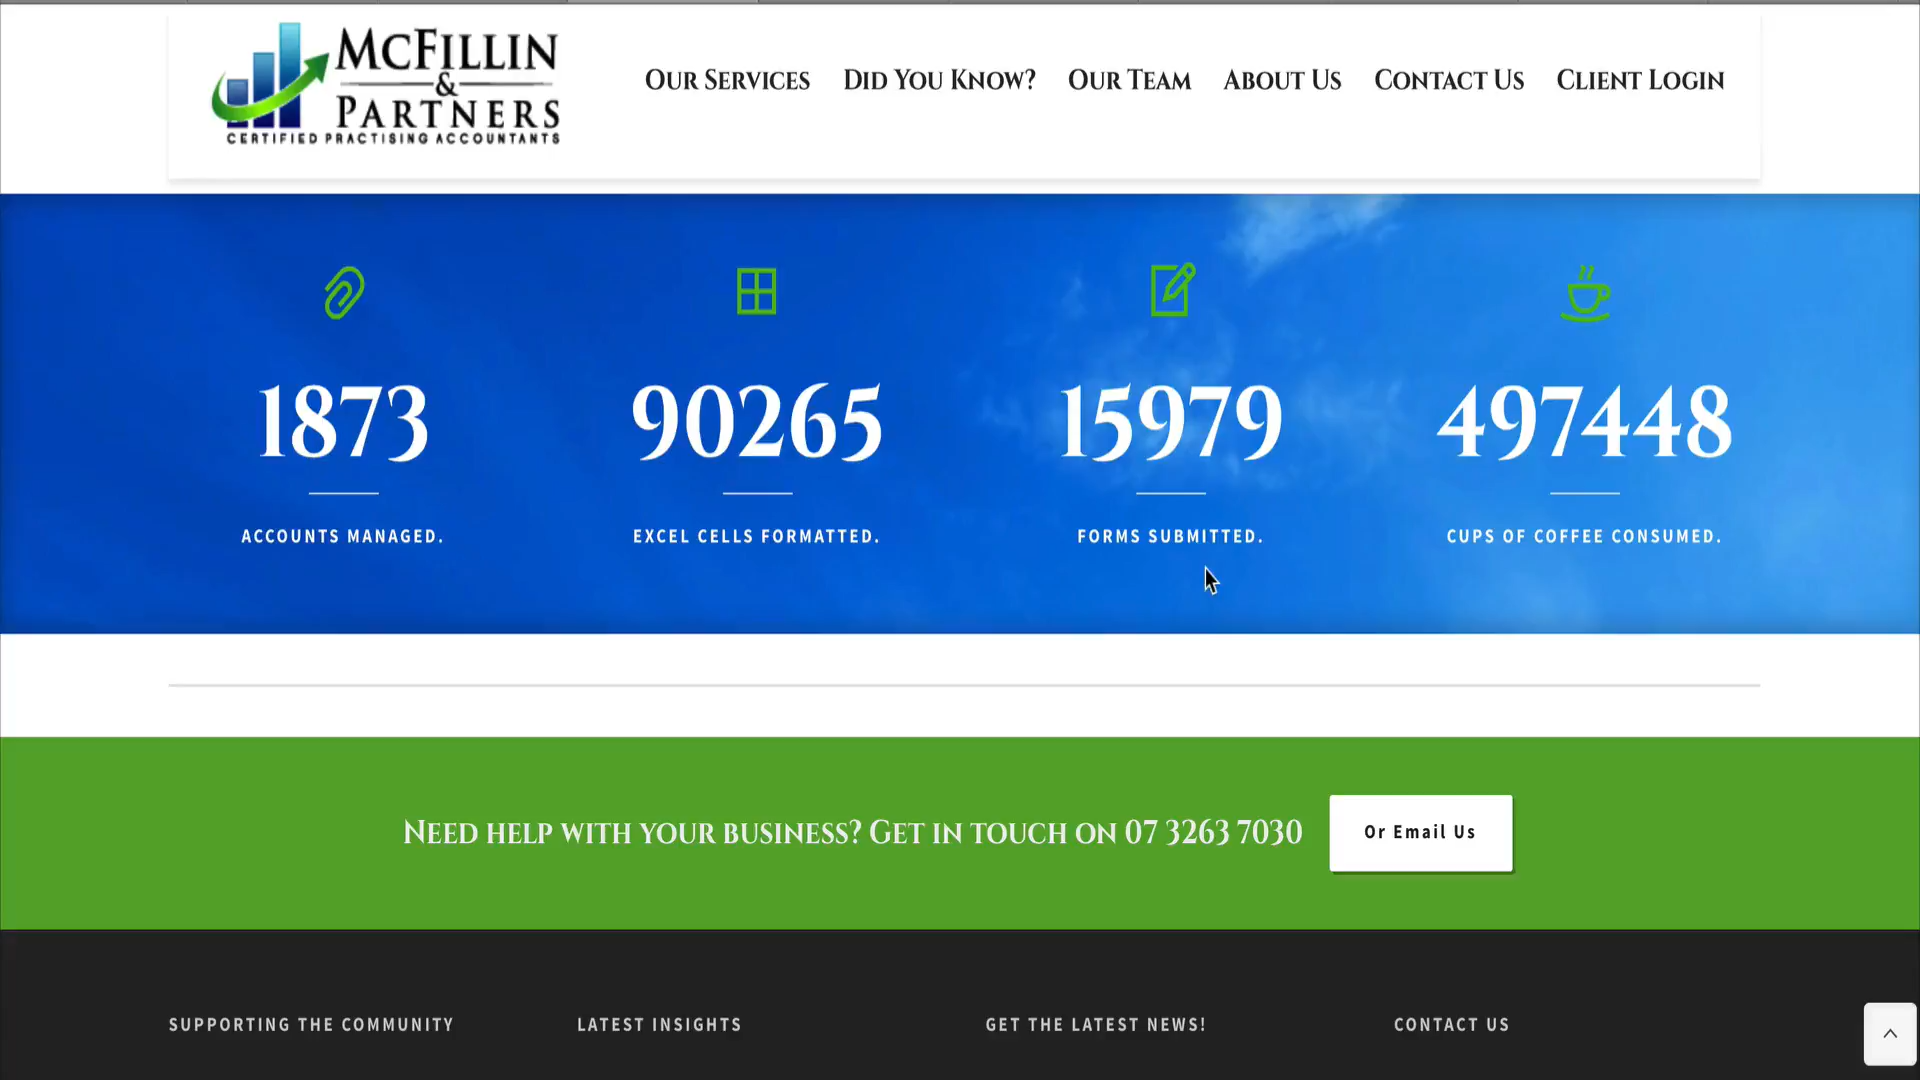 McFillin
&
Partners
CERTIFIED PRACTISING ACCOUNTANTS
Our Services Did You Know? Our Team About Us Contact Us Client Login
1873 90265 15979 497448
ACCOUNTS MANAGED. EXCEL CELLS FORMATTED. FORMS SUBMITTED. CUPS OF COFFEE CONSUMED.
Need help with your business? Get in touch on 07 3263 7030 Or Email Us
SUPPORTING THE COMMUNITY LATEST INSIGHTS GET THE LATEST NEWS! CONTACT US